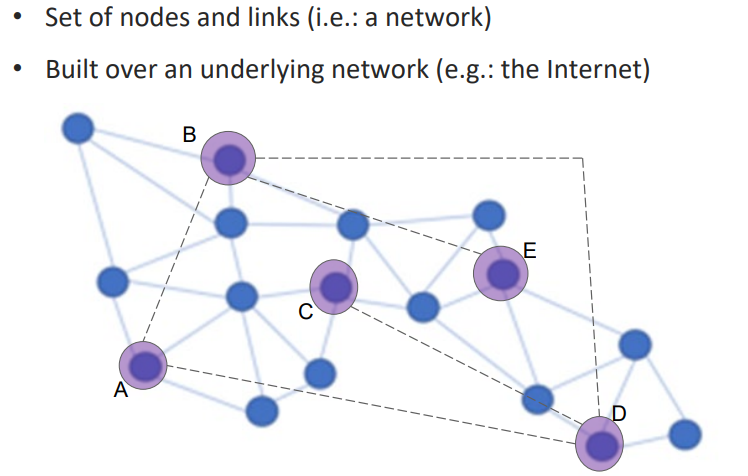 • Set of nodes and links (i.e.: a network)
• Built over an underlying network (e.g.: the Internet)
B
E
C
A
D